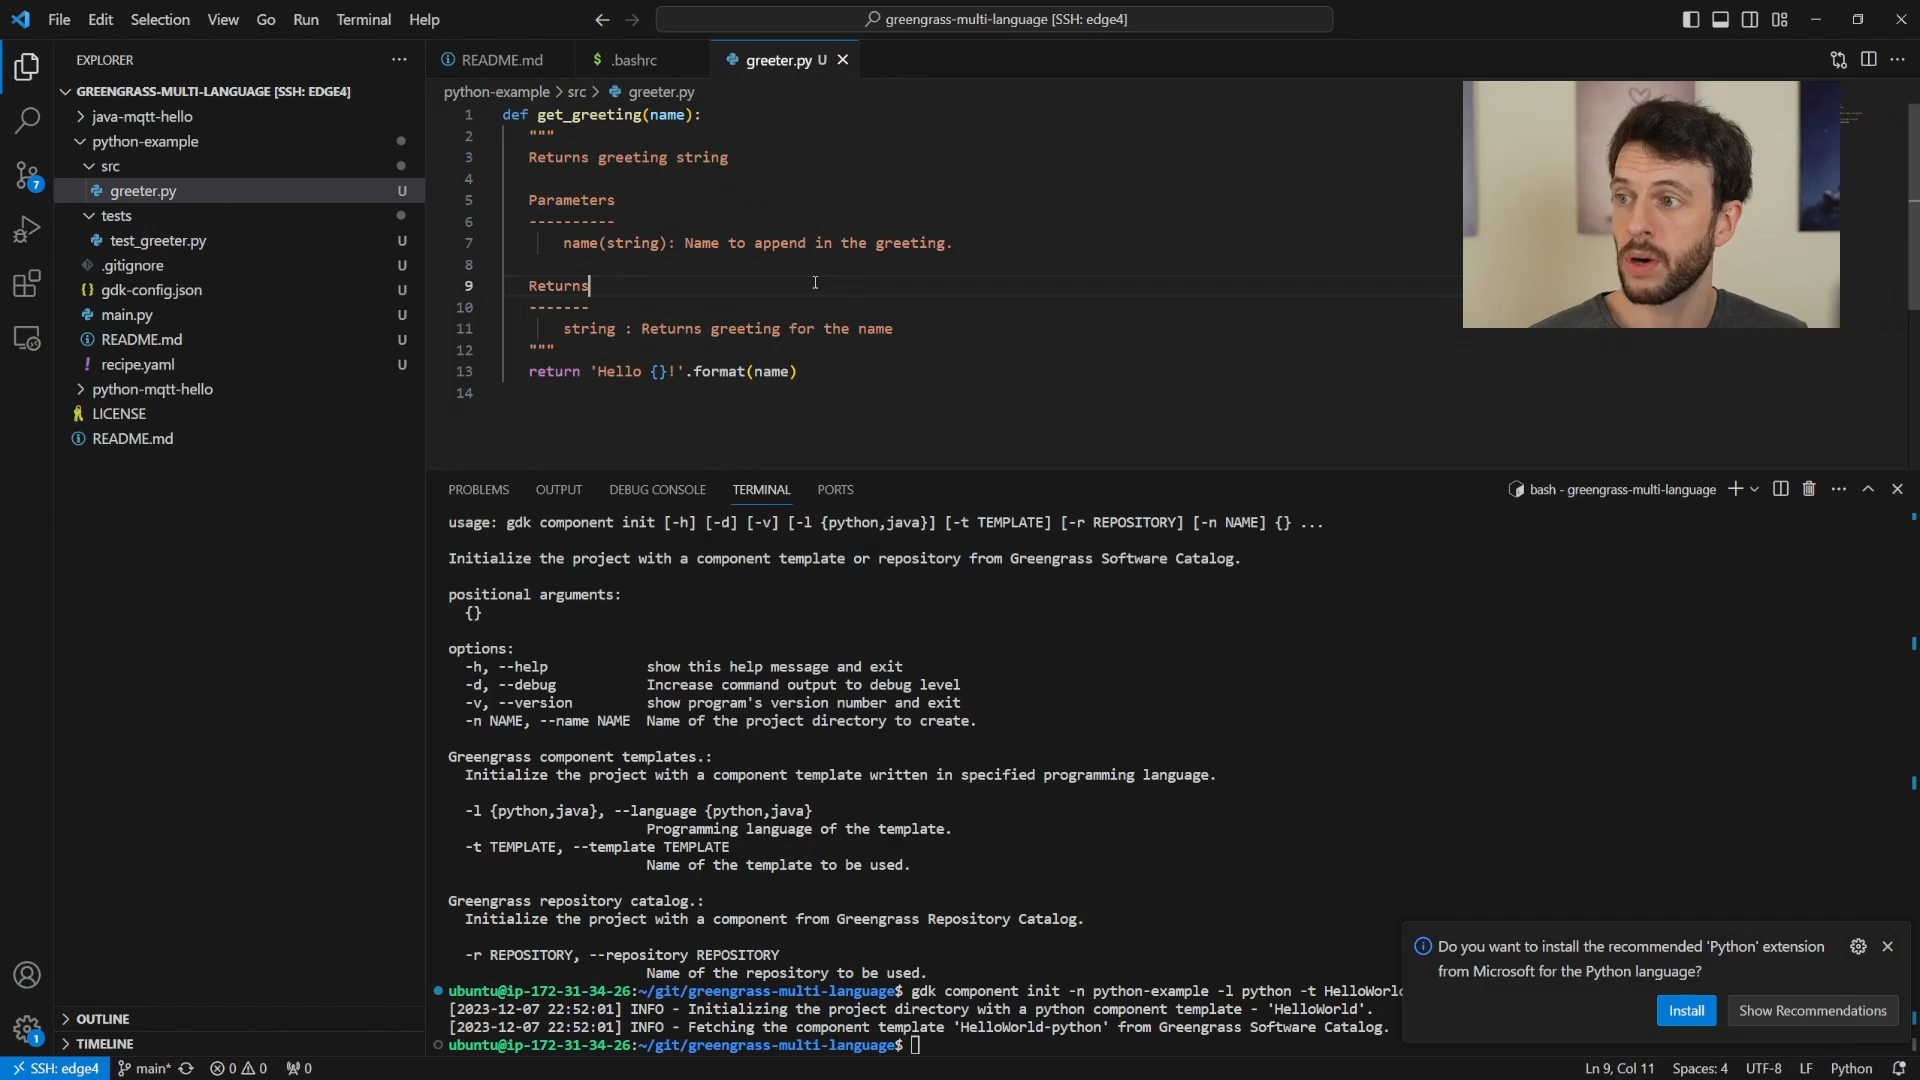 File Edit Selection View Go Run Terminal Help
greengrass-multi-language [SSH: edge4]
EXPLORER
GREENGRASS-MULTI-LANGUAGE [SSH: EDGE4]
java-mqtt-hello
python-example
src
greeter.py U
tests
test_greeter.py U
.gitignore U
gdk-config.json U
main.py U
README.md U
recipe.yaml U
python-mqtt-hello
LICENSE
README.md
OUTLINE
TIMELINE
7
1
README.md
.bashrc
greeter.py U
python-example > src > greeter.py
1 def get_greeting(name):
2 """
3 Returns greeting string
4
5 Parameters
6 ----------
7 name(string): Name to append in the greeting.
8
9 Returns
10 -------
11 string : Returns greeting for the name
12 """
13 return 'Hello {}!'.format(name)
14
PROBLEMS OUTPUT DEBUG CONSOLE TERMINAL PORTS
bash - greengrass-multi-language
usage: gdk component init [-h] [-d] [-v] [-l {python,java}] [-t TEMPLATE] [-r REPOSITORY] [-n NAME] {} ...
Initialize the project with a component template or repository from Greengrass Software Catalog.
positional arguments:
{}
options:
-h, --help show this help message and exit
-d, --debug Increase command output to debug level
-v, --version show program's version number and exit
-n NAME, --name NAME Name of the project directory to create.
Greengrass component templates.:
Initialize the project with a component template written in specified programming language.
-l {python,java}, --language {python,java}
Programming language of the template.
-t TEMPLATE, --template TEMPLATE
Name of the template to be used.
Greengrass repository catalog.:
Initialize the project with a component from Greengrass Repository Catalog.
-r REPOSITORY, --repository REPOSITORY
Name of the repository to be used.
ubuntu@ip-172-31-34-26:~/git/greengrass-multi-language$ gdk component init -n python-example -l python -t HelloWorld
[2023-12-07 22:52:01] INFO - Initializing the project directory with a python component template - 'HelloWorld'.
[2023-12-07 22:52:01] INFO - Fetching the component template 'HelloWorld-python' from Greengrass Software Catalog.
ubuntu@ip-172-31-34-26:~/git/greengrass-multi-language$
Do you want to install the recommended 'Python' extension
from Microsoft for the Python language?
Install
Show Recommendations
SSH: edge4 main* 0 0 0
Ln 9, Col 11 Spaces: 4 UTF-8 LF Python